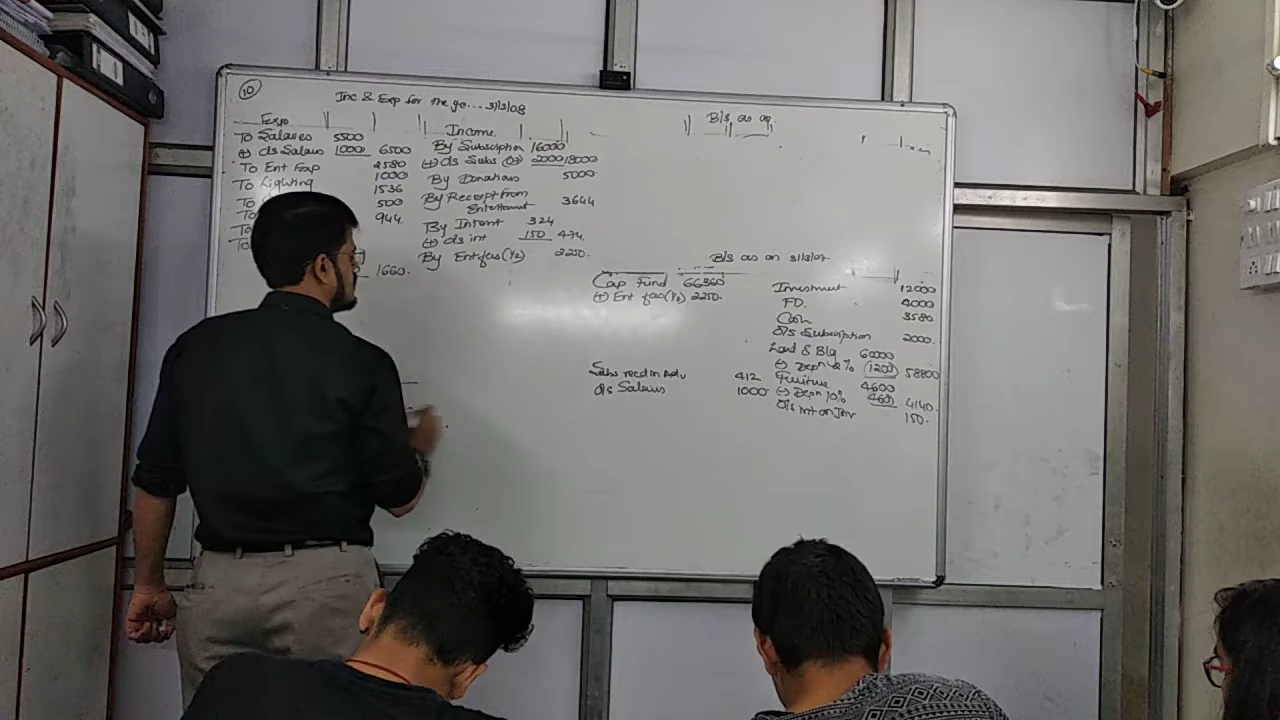 10
Inc & Exp for the ye... 31/3/08
Exp Income
To Salaries 5500
(+) O/s Salaries 1000 6500
To Ent Exp 2580
To Lighting 1000
To 1536
To 500
To 944
To
1660.
By Subscription 16000
(+) O/s Subs 2000 18000
By Donations 5000
By Receipt from
Entertainment 3644
By Interest 324
(+) O/s int 150 474.
By Ent fees (1/2) 2250.
B/s as on
B/s as on 31/3/07
Cap Fund 66360
(+) Ent fees (1/2) 2250.
Subs recd in Adv 412
O/s Salaries 1000
Investment 12000
FD. 4000
Cash 3580
O/s Subscription 2000.
Land & Blg 60000
(-) Depn 2% (1200) 58800
Furniture 4600
(-) Depn 10% 460 4140.
O/s int on Inv 150.